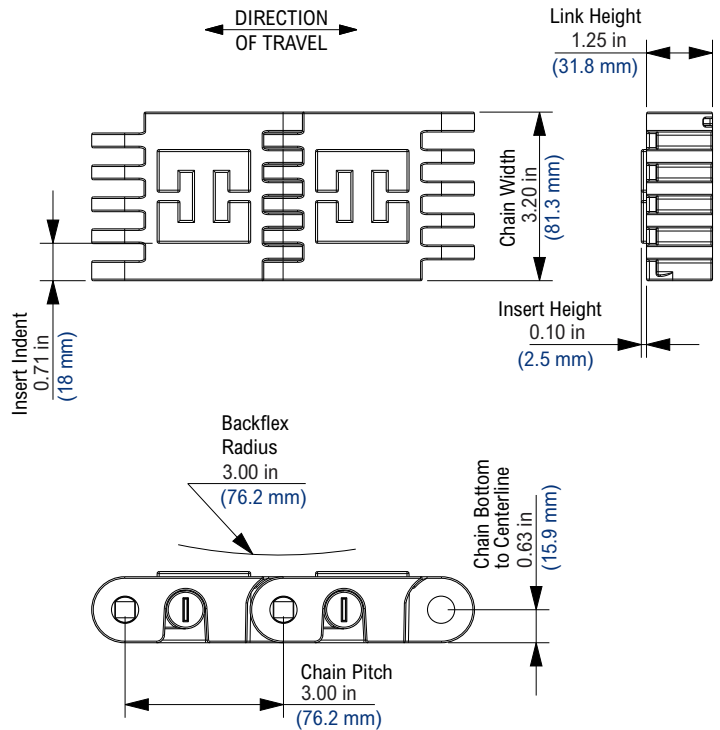 DIRECTION
OF TRAVEL
Link Height
1.25 in
(31.8 mm)
Chain Width
3.20 in
(81.3 mm)
Insert Height
0.10 in
(2.5 mm)
Insert Indent
0.71 in
(18 mm)
Backflex
Radius
3.00 in
(76.2 mm)
Chain Bottom
to Centerline
0.63 in
(15.9 mm)
Chain Pitch
3.00 in
(76.2 mm)